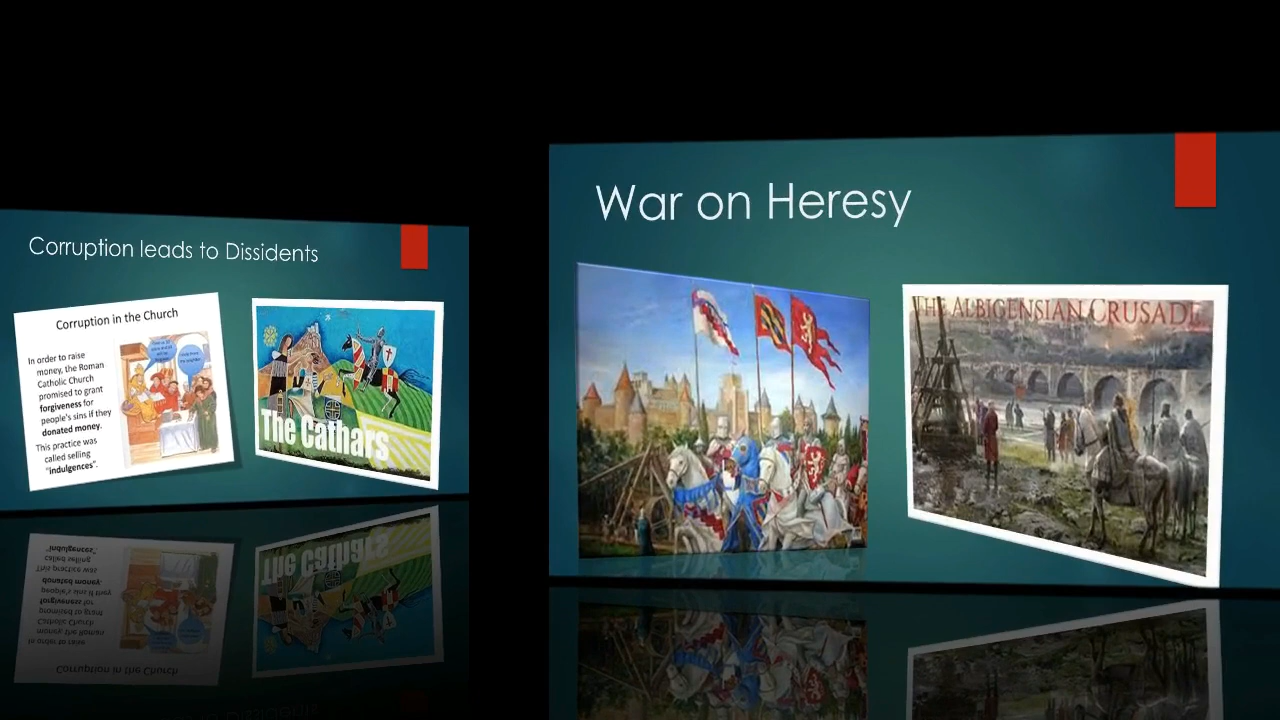 Corruption leads to Dissidents
Corruption in the Church
In order to raise
money, the Roman
Catholic Church
promised to grant
forgiveness for
people's sins if they
donated money.
This practice was
called selling
"indulgences".
The Cathars
War on Heresy
THE ALBIGENSIAN CRUSADE